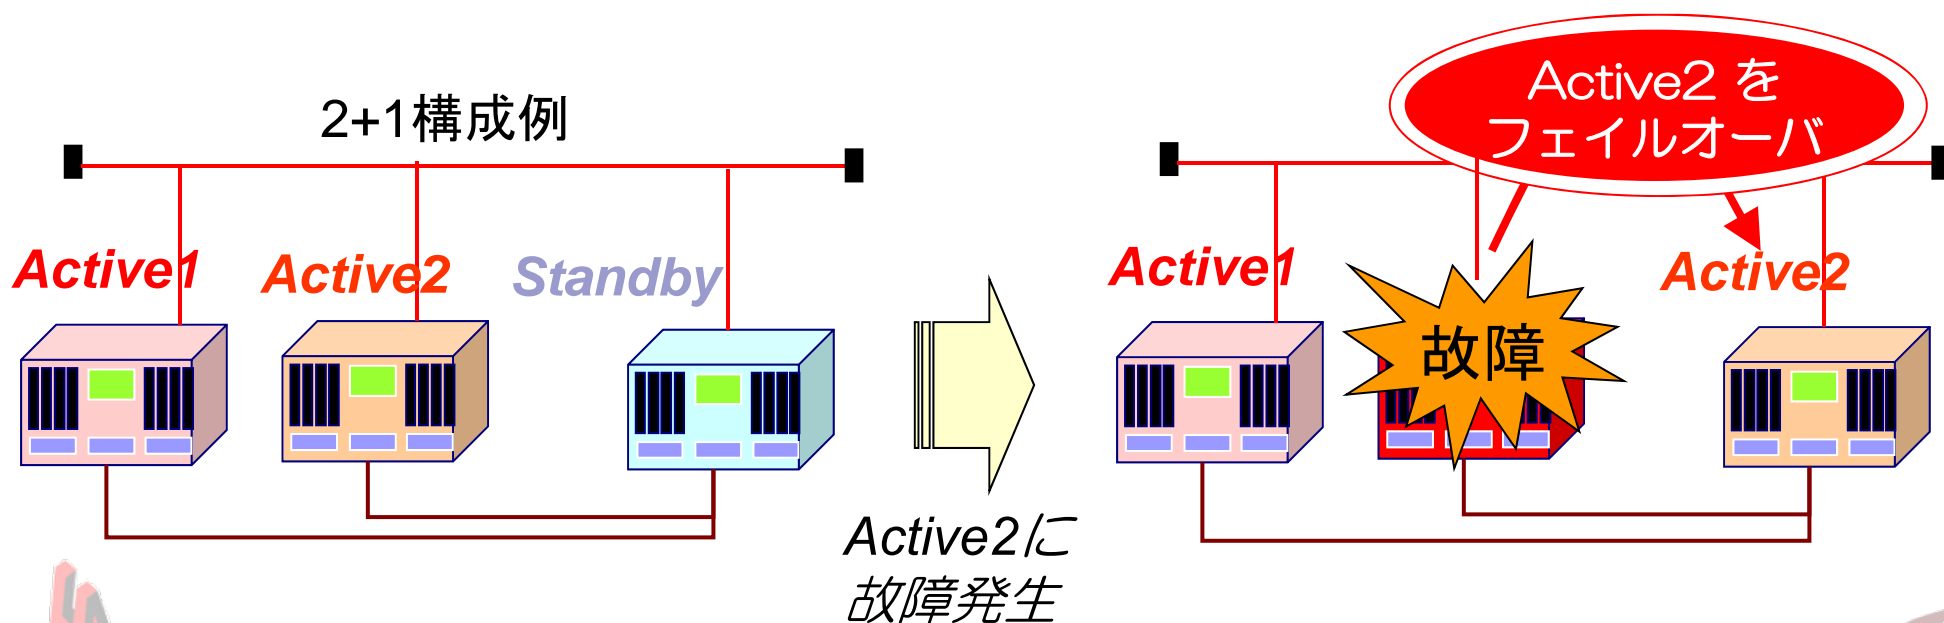 2+1構成例
Active1
Active2
Standby
Active2に
故障発生
Active2 を
フェイルオーバ
Active1
故障
Active2